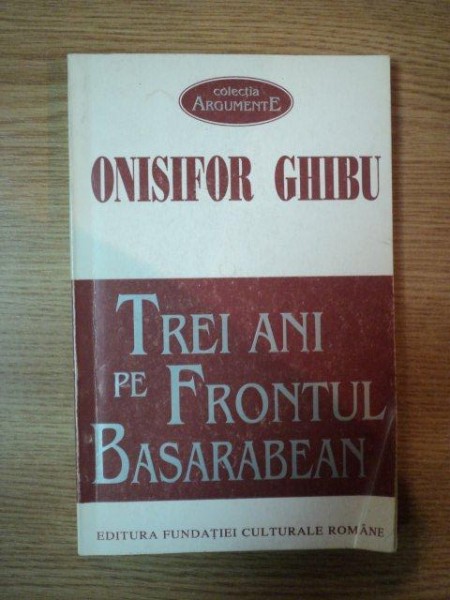 colecția
ARGUMENTE
ONISIFOR GHIBU
TREI ANI
PE FRONTUL
BASARABEAN
EDITURA FUNDAȚIEI CULTURALE ROMÂNE